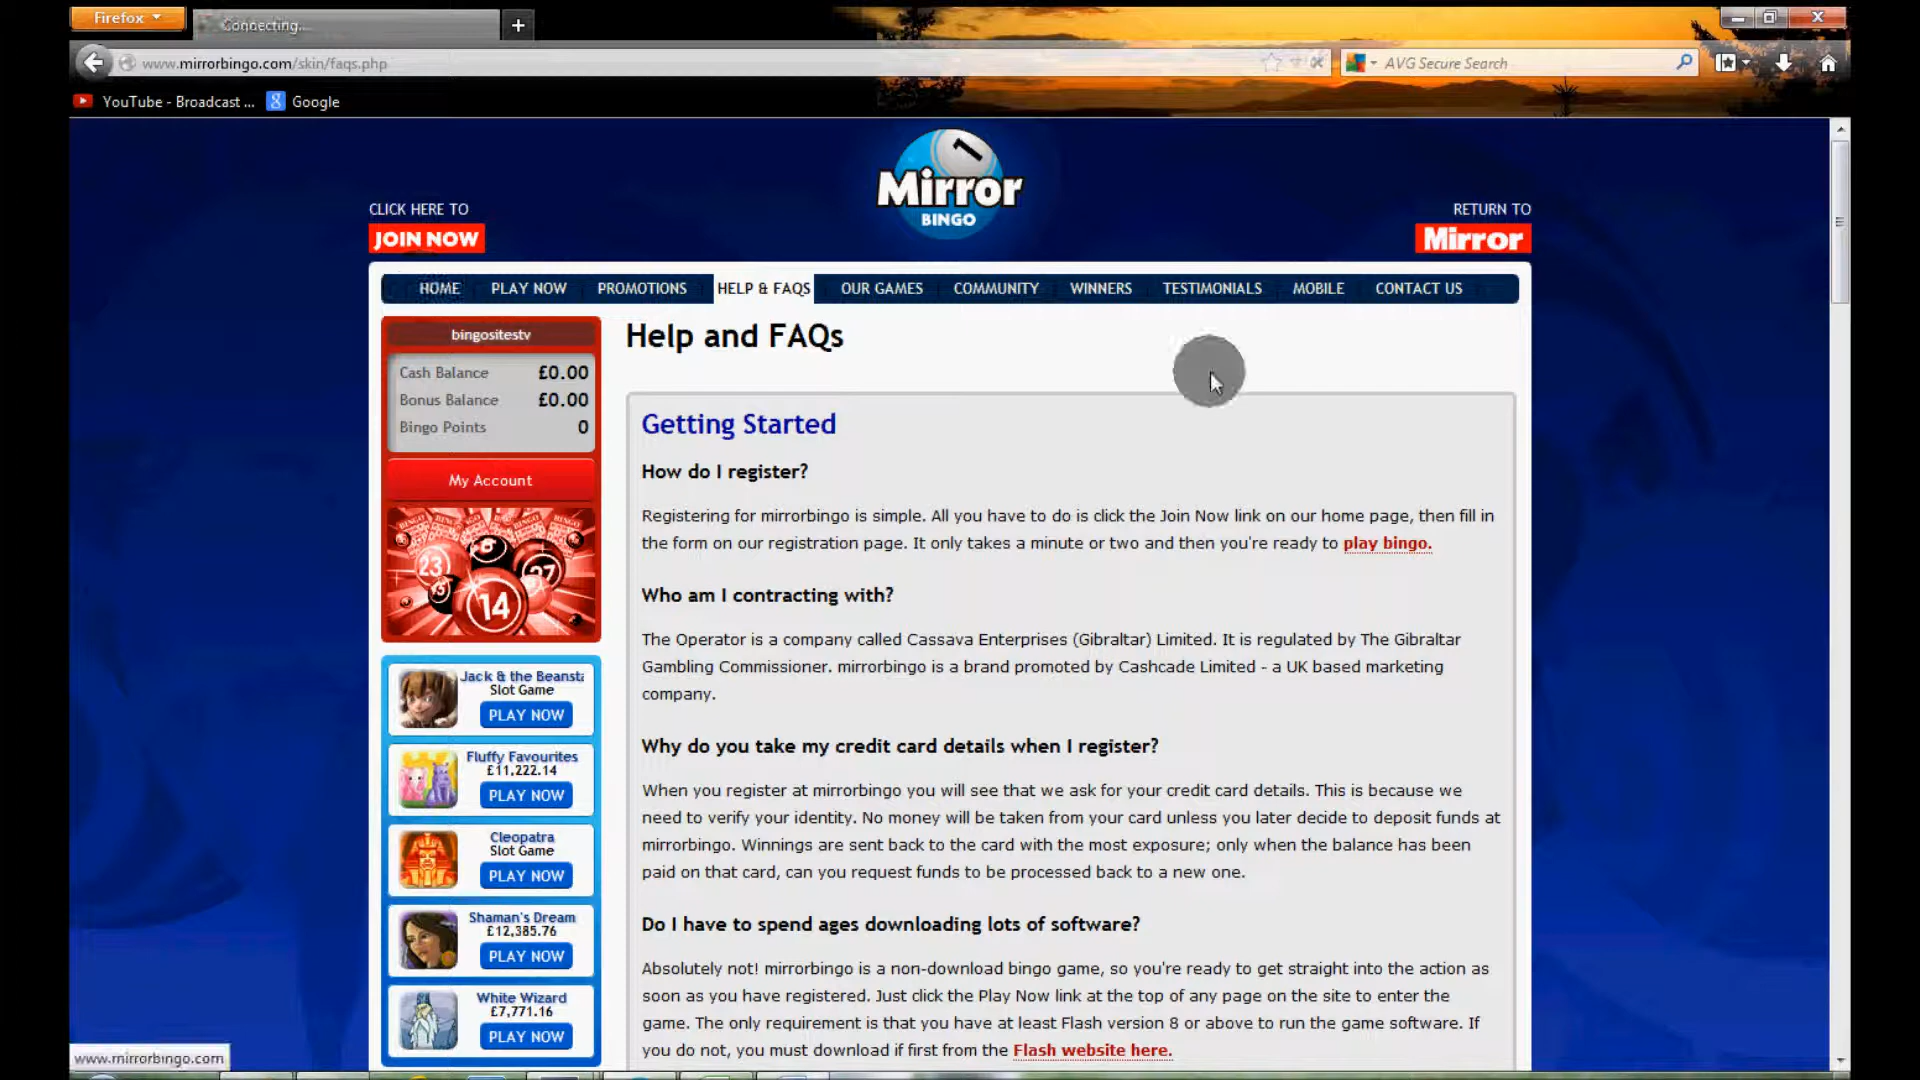 Firefox
Connecting...
+
www.mirrorbingo.com/skin/faqs.php
AVG Secure Search
YouTube - Broadcast ...
Google
1
Mirror
BINGO
CLICK HERE TO
JOIN NOW
RETURN TO
Mirror
HOME PLAY NOW PROMOTIONS HELP & FAQS OUR GAMES COMMUNITY WINNERS TESTIMONIALS MOBILE CONTACT US
bingositestv
Cash Balance £0.00
Bonus Balance £0.00
Bingo Points 0
My Account
23
14
Jack & the Beansta
Slot Game
PLAY NOW
Fluffy Favourites
£11,222.14
PLAY NOW
Cleopatra
Slot Game
PLAY NOW
Shaman's Dream
£12,385.76
PLAY NOW
White Wizard
£7,771.16
PLAY NOW
Help and FAQs
Getting Started
How do I register?
Registering for mirrorbingo is simple. All you have to do is click the Join Now link on our home page, then fill in
the form on our registration page. It only takes a minute or two and then you're ready to play bingo.
Who am I contracting with?
The Operator is a company called Cassava Enterprises (Gibraltar) Limited. It is regulated by The Gibraltar
Gambling Commissioner. mirrorbingo is a brand promoted by Cashcade Limited - a UK based marketing
company.
Why do you take my credit card details when I register?
When you register at mirrorbingo you will see that we ask for your credit card details. This is because we
need to verify your identity. No money will be taken from your card unless you later decide to deposit funds at
mirrorbingo. Winnings are sent back to the card with the most exposure; only when the balance has been
paid on that card, can you request funds to be processed back to a new one.
Do I have to spend ages downloading lots of software?
Absolutely not! mirrorbingo is a non-download bingo game, so you're ready to get straight into the action as
soon as you have registered. Just click the Play Now link at the top of any page on the site to enter the
game. The only requirement is that you have at least Flash version 8 or above to run the game software. If
you do not, you must download if first from the Flash website here.
www.mirrorbingo.com